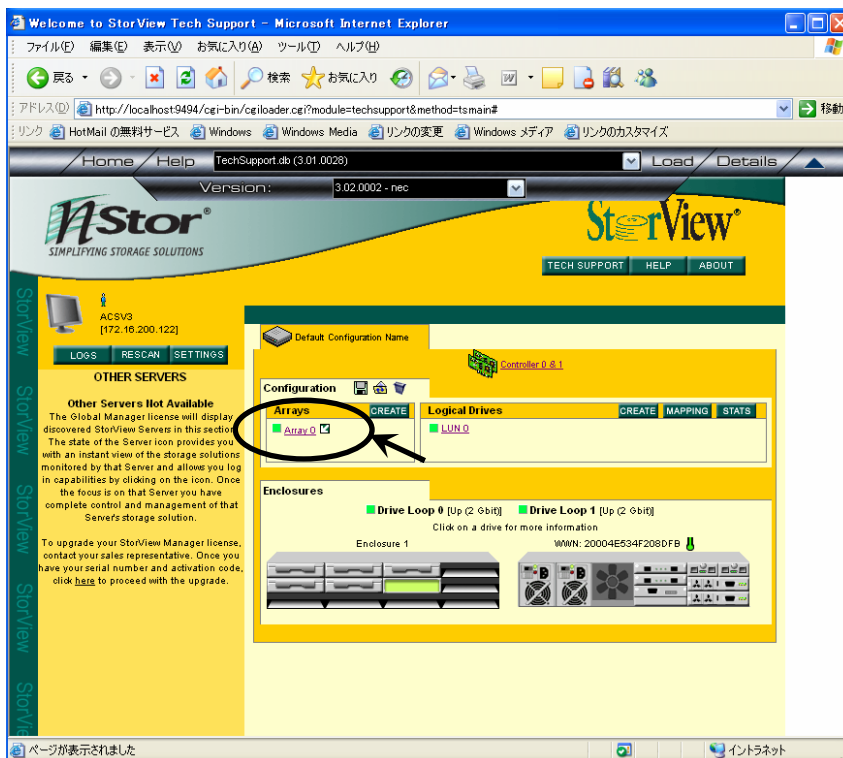 Welcome to StorView Tech Support - Microsoft Internet Explorer
ファイル(F) 編集(E) 表示(V) お気に入り(A) ツール(T) ヘルプ(H)
戻る 検索 お気に入り
アドレス(D) http://localhost:9494/cgi-bin/cgiloader.cgi?module=techsupport&method=tsmain# 移動
リンク HotMail の無料サービス Windows Windows Media リンクの変更 Windows メディア リンクのカスタマイズ
Home Help TechSupport.db (3.01.0028) Load Details
Version: 3.02.0002 - nec
nStor®
SIMPLIFYING STORAGE SOLUTIONS
StorView®
TECH SUPPORT HELP ABOUT
StorView
StorView
StorView
StorView
StorVie
ACSV3
[172.16.200.122]
LOGS RESCAN SETTINGS
OTHER SERVERS
Other Servers Not Available
The Global Manager license will display
discovered StorView Servers in this section.
The state of the Server icon provides you
with an instant view of the storage solutions
monitored by that Server and allows you log
in capabilities by clicking on the icon. Once
the focus is on that Server you have
complete control and management of that
Server's storage solution.
To upgrade your StorView Manager license,
contact your sales representative. Once you
have your serial number and activation code,
click here to proceed with the upgrade.
Default Configuration Name
Controller 0 & 1
Configuration
Arrays CREATE
Array 0
Logical Drives CREATE MAPPING STATS
LUN 0
Enclosures
Drive Loop 0 [Up (2 Gbit)] Drive Loop 1 [Up (2 Gbit)]
Click on a drive for more information
Enclosure 1 WWN: 20004E534F208DFB
ページが表示されました イントラネット